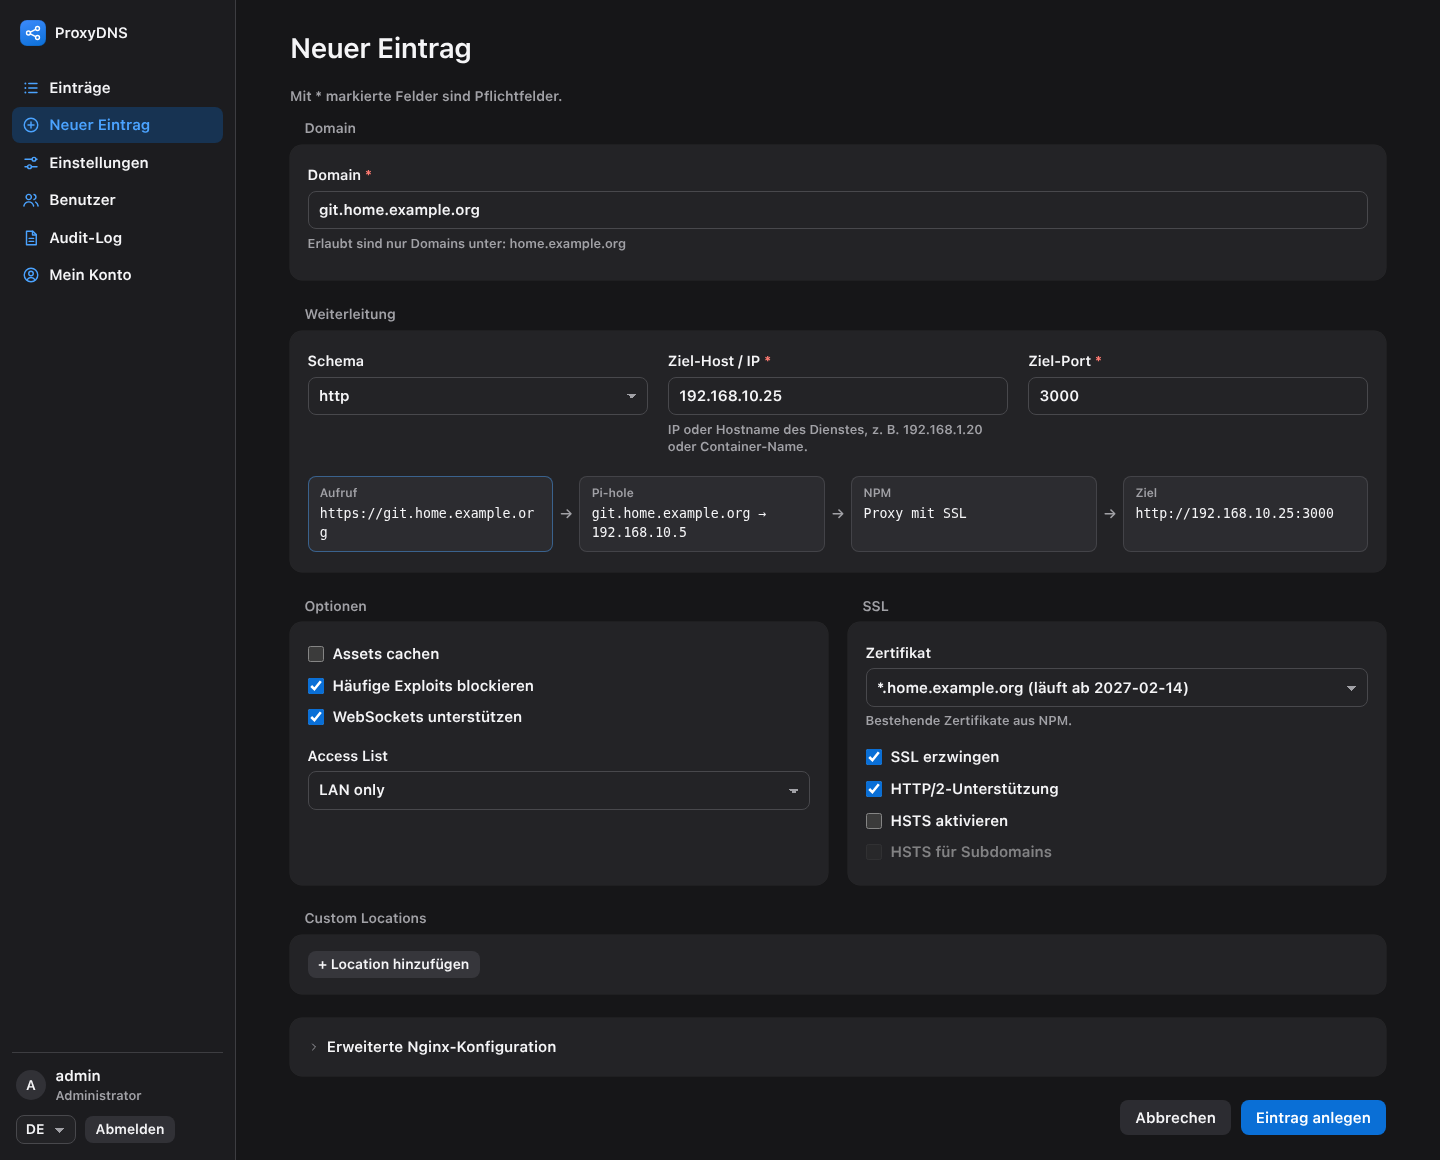 ProxyDNS
Einträge
Neuer Eintrag
Einstellungen
Benutzer
Audit-Log
Mein Konto
A
admin
Administrator
DE
Abmelden
Neuer Eintrag
Mit * markierte Felder sind Pflichtfelder.
Domain
Domain *
git.home.example.org
Erlaubt sind nur Domains unter: home.example.org
Weiterleitung
Schema
http
Ziel-Host / IP *
192.168.10.25
IP oder Hostname des Dienstes, z. B. 192.168.1.20
oder Container-Name.
Ziel-Port *
3000
Aufruf
https://git.home.example.or
g
→
Pi-hole
git.home.example.org →
192.168.10.5
→
NPM
Proxy mit SSL
→
Ziel
http://192.168.10.25:3000
Optionen
Assets cachen
Häufige Exploits blockieren
WebSockets unterstützen
Access List
LAN only
SSL
Zertifikat
*.home.example.org (läuft ab 2027-02-14)
Bestehende Zertifikate aus NPM.
SSL erzwingen
HTTP/2-Unterstützung
HSTS aktivieren
HSTS für Subdomains
Custom Locations
+ Location hinzufügen
Erweiterte Nginx-Konfiguration
Abbrechen
Eintrag anlegen